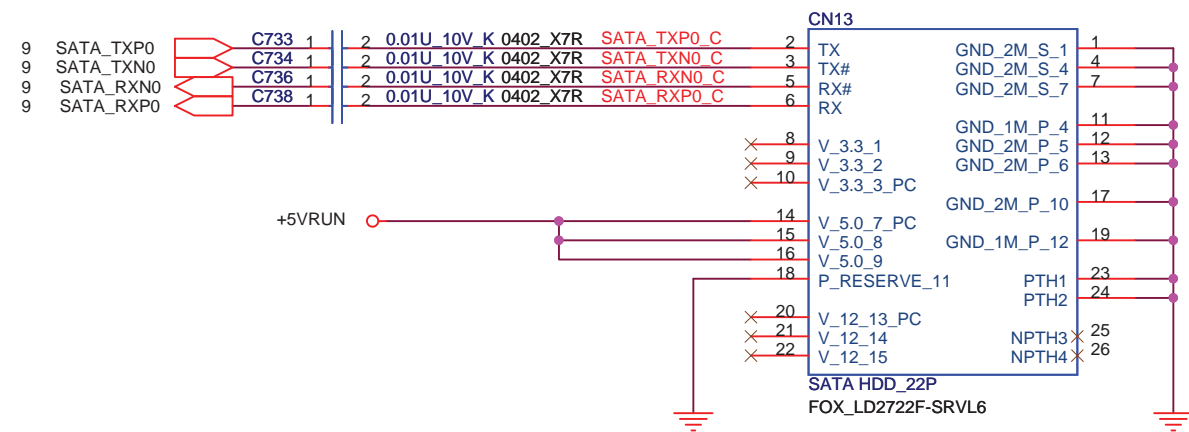 CN13
9 SATA_TXP0 C733 1 2 0.01U_10V_K 0402_X7R SATA_TXP0_C 2 TX GND_2M_S_1 1
9 SATA_TXN0 C734 1 2 0.01U_10V_K 0402_X7R SATA_TXN0_C 3 TX# GND_2M_S_4 4
9 SATA_RXN0 C736 1 2 0.01U_10V_K 0402_X7R SATA_RXN0_C 5 RX# GND_2M_S_7 7
9 SATA_RXP0 C738 1 2 0.01U_10V_K 0402_X7R SATA_RXP0_C 6 RX
GND_1M_P_4 11
8 V_3.3_1 GND_2M_P_5 12
9 V_3.3_2 GND_2M_P_6 13
10 V_3.3_3_PC
GND_2M_P_10 17
+5VRUN 14 V_5.0_7_PC
15 V_5.0_8 GND_1M_P_12 19
16 V_5.0_9
18 P_RESERVE_11 PTH1 23
PTH2 24
20 V_12_13_PC
21 V_12_14 NPTH3 25
22 V_12_15 NPTH4 26
SATA HDD_22P
FOX_LD2722F-SRVL6